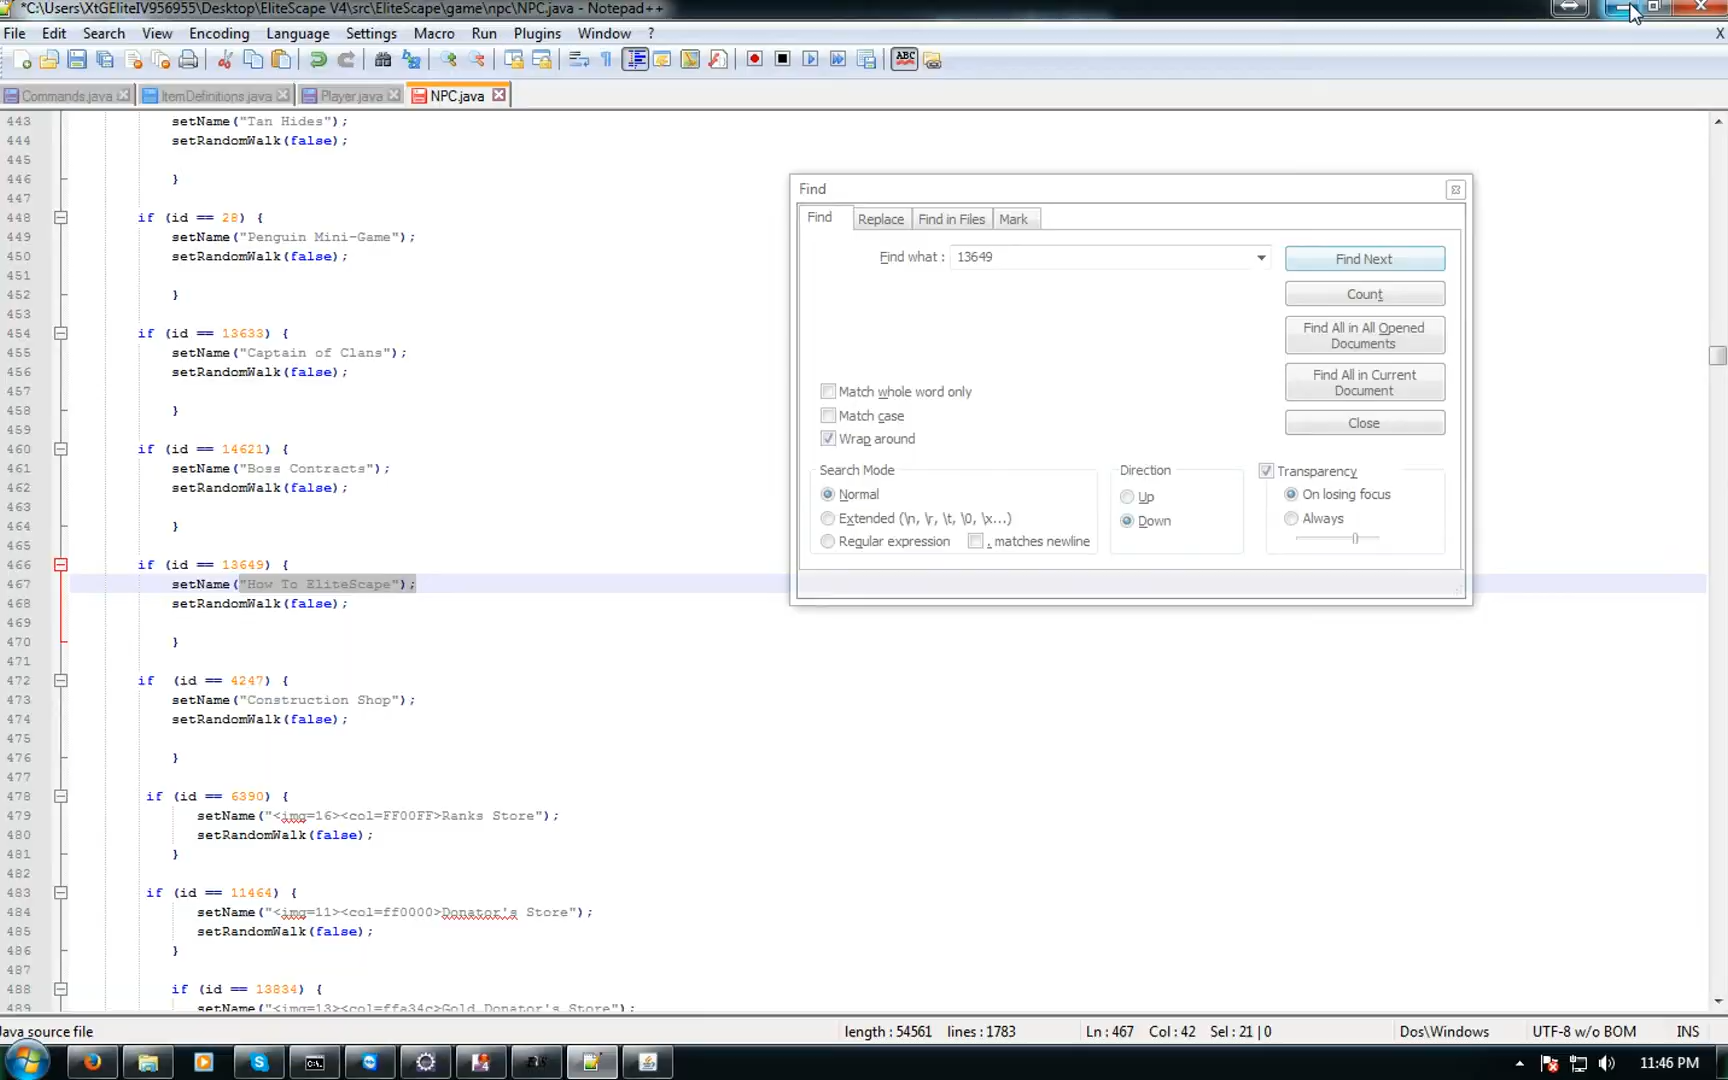 *C:\Users\XtGEliteIV956955\Desktop\EliteScape V4\src\EliteScape\game\npc\NPC.java - Notepad++
File Edit Search View Encoding Language Settings Macro Run Plugins Window ?
X
Commands.java ItemDefinitions.java Player.java NPC.java
443 setName("Tan Hides");
444 setRandomWalk(false);
445
446 }
447
448 if (id == 28) {
449 setName("Penguin Mini-Game");
450 setRandomWalk(false);
451
452 }
453
454 if (id == 13633) {
455 setName("Captain of Clans");
456 setRandomWalk(false);
457
458 }
459
460 if (id == 14621) {
461 setName("Boss Contracts");
462 setRandomWalk(false);
463
464 }
465
466 if (id == 13649) {
467 setName("How To EliteScape");
468 setRandomWalk(false);
469
470 }
471
472 if (id == 4247) {
473 setName("Construction Shop");
474 setRandomWalk(false);
475
476 }
477
478 if (id == 6390) {
479 setName("<img=16><col=FF00FF>Ranks Store");
480 setRandomWalk(false);
481 }
482
483 if (id == 11464) {
484 setName("<img=11><col=ff0000>Donator's Store");
485 setRandomWalk(false);
486 }
487
488 if (id == 13834) {
489 setName("<img=13><col=ffa34c>Gold Donator's Store");
Find
Find Replace Find in Files Mark
Find what : 13649
Find Next
Count
Find All in All Opened
Documents
Find All in Current
Document
Close
Match whole word only
Match case
Wrap around
Search Mode
Normal
Extended (\n, \r, \t, \0, \x...)
Regular expression . matches newline
Direction
Up
Down
Transparency
On losing focus
Always
Java source file length : 54561 lines : 1783 Ln : 467 Col : 42 Sel : 21 | 0 Dos\Windows UTF-8 w/o BOM INS
11:46 PM